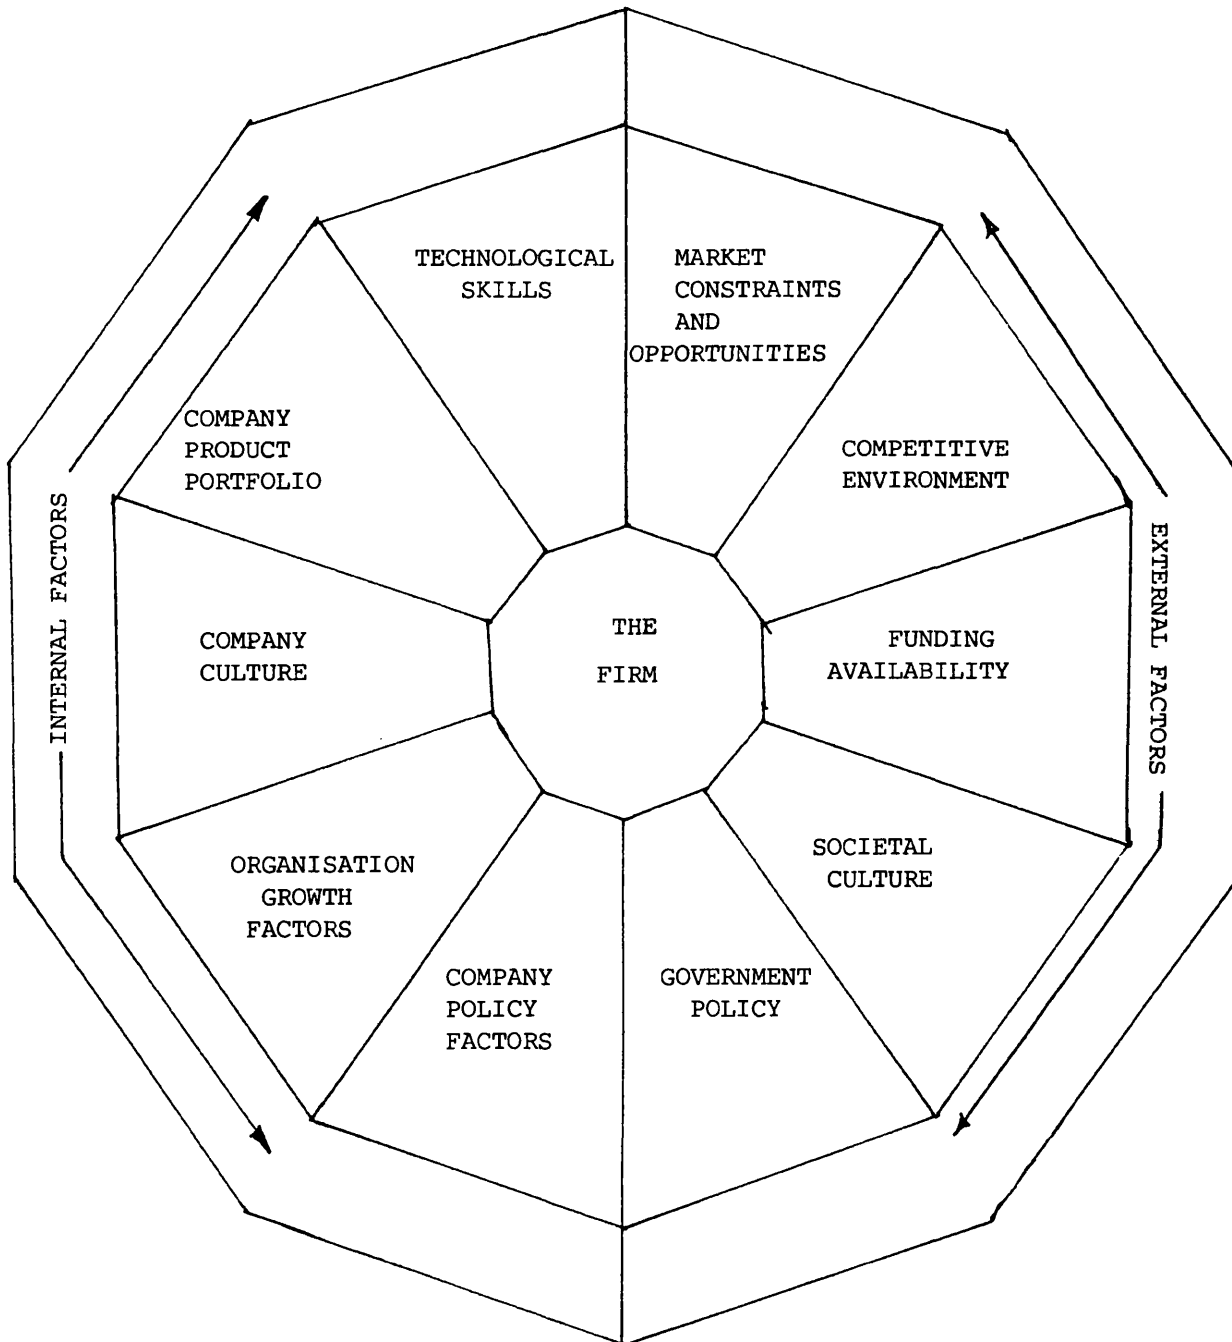 TECHNOLOGICAL
SKILLS
MARKET
CONSTRAINTS
AND
OPPORTUNITIES
COMPANY
PRODUCT
PORTFOLIO
COMPETITIVE
ENVIRONMENT
INTERNAL FACTORS
EXTERNAL FACTORS
COMPANY
CULTURE
THE
FIRM
FUNDING
AVAILABILITY
ORGANISATION
GROWTH
FACTORS
SOCIETAL
CULTURE
COMPANY
POLICY
FACTORS
GOVERNMENT
POLICY